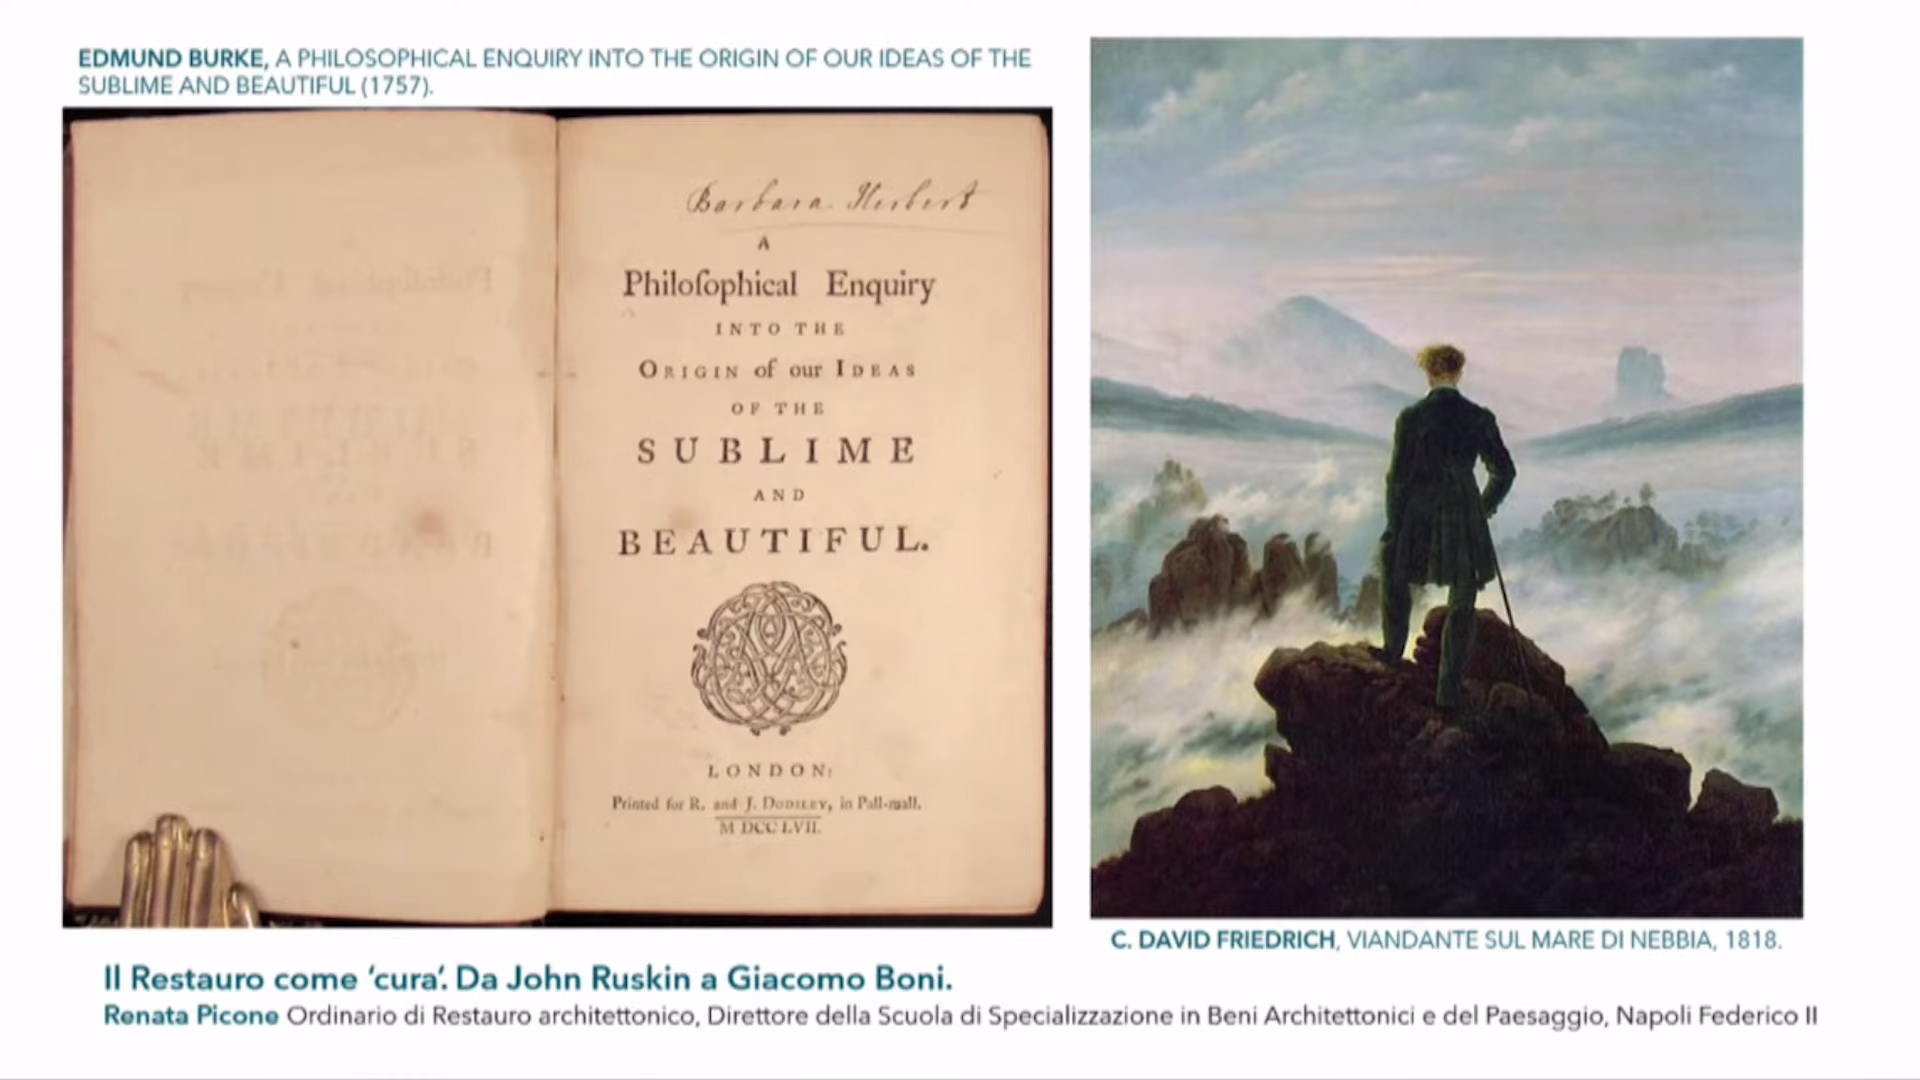 EDMUND BURKE, A PHILOSOPHICAL ENQUIRY INTO THE ORIGIN OF OUR IDEAS OF THE
SUBLIME AND BEAUTIFUL (1757).
Barbara Herbert
A
Philoſophical Enquiry
INTO THE
ORIGIN of our IDEAS
OF THE
SUBLIME
AND
BEAUTIFUL.
LONDON:
Printed for R. and J. DODSLEY, in Pall-mall.
M DCC LVII.
C. DAVID FRIEDRICH, VIANDANTE SUL MARE DI NEBBIA, 1818.
Il Restauro come ‘cura’. Da John Ruskin a Giacomo Boni.
Renata Picone Ordinario di Restauro architettonico, Direttore della Scuola di Specializzazione in Beni Architettonici e del Paesaggio, Napoli Federico II